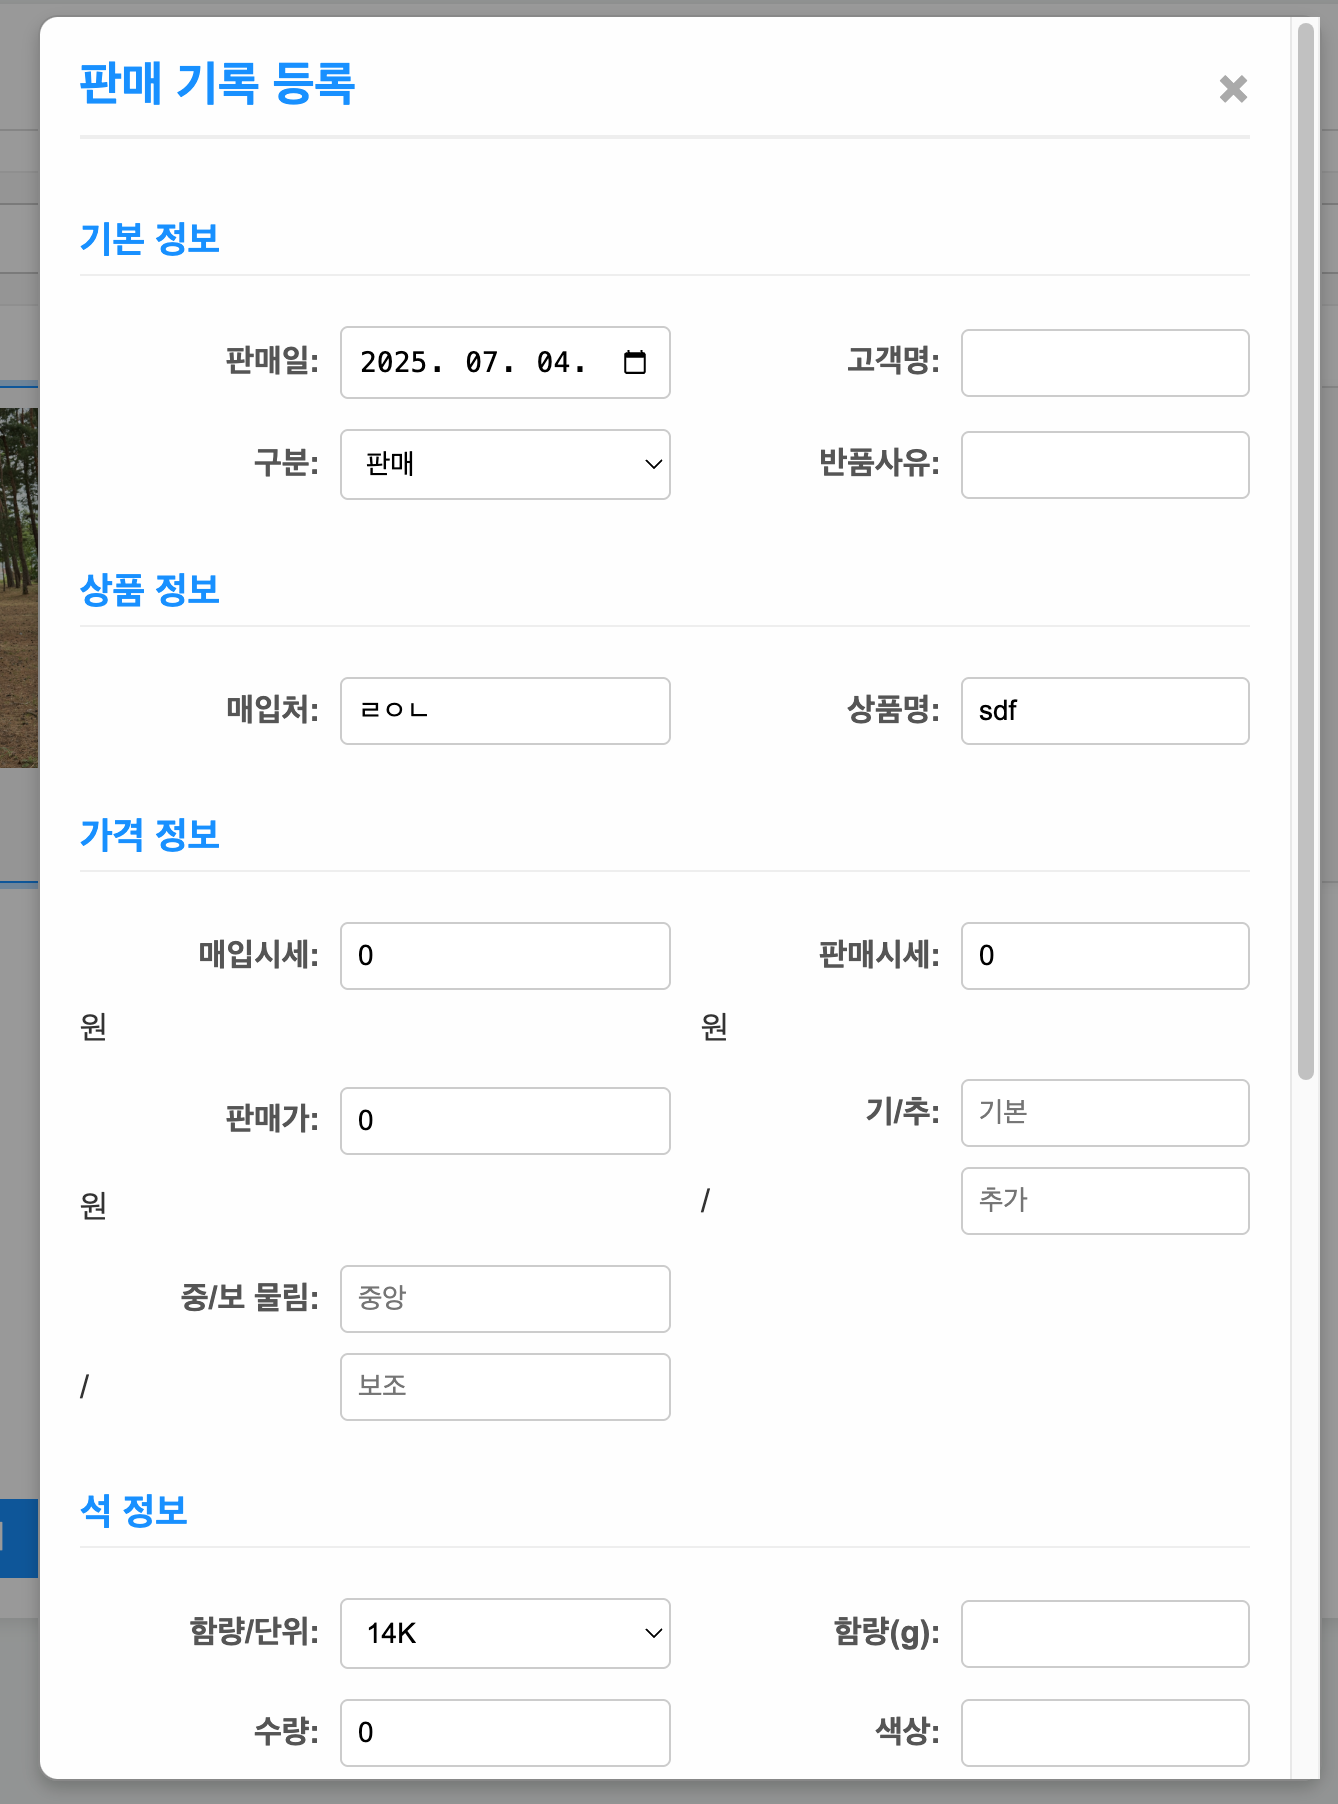 판매 기록 등록
기본 정보
판매일: 2025. 07. 04. 고객명:
구분: 판매 반품사유:
상품 정보
매입처: ㄹㅇㄴ 상품명: sdf
가격 정보
매입시세: 0 판매시세: 0
원 원
판매가: 0 기/추: 기본
원 / 추가
중/보 물림: 중앙
/ 보조
석 정보
함량/단위: 14K 함량(g):
수량: 0 색상: